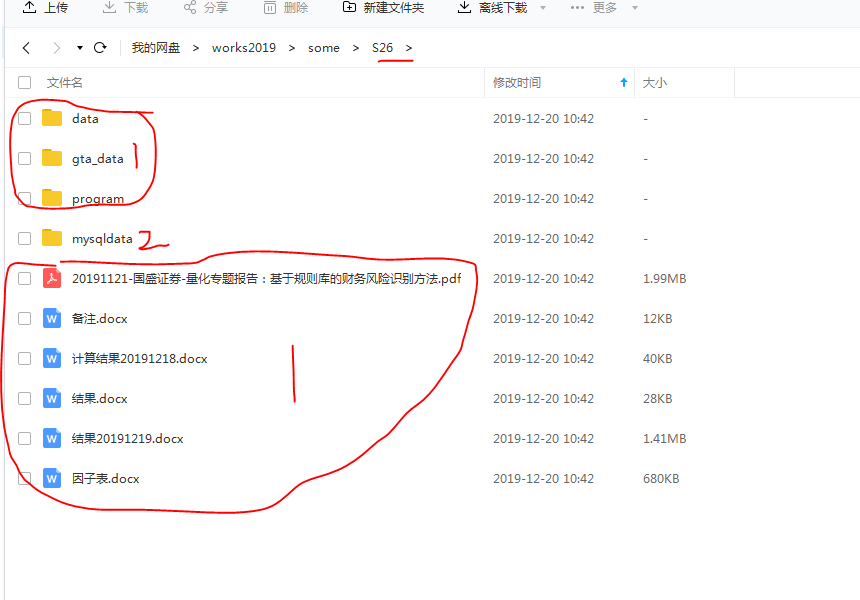 上传 下载 分享 删除 新建文件夹 离线下载 ··· 更多
我的网盘 > works2019 > some > S26 >
文件名 修改时间 大小
data 2019-12-20 10:42 -
gta_data 1 2019-12-20 10:42 -
program 2019-12-20 10:42 -
mysqldata 2 2019-12-20 10:42 -
20191121-国盛证券-量化专题报告：基于规则库的财务风险识别方法.pdf 2019-12-20 10:42 1.99MB
备注.docx 2019-12-20 10:42 12KB
计算结果20191218.docx 1 2019-12-20 10:42 40KB
结果.docx 2019-12-20 10:42 28KB
结果20191219.docx 2019-12-20 10:42 1.41MB
因子表.docx 2019-12-20 10:42 680KB